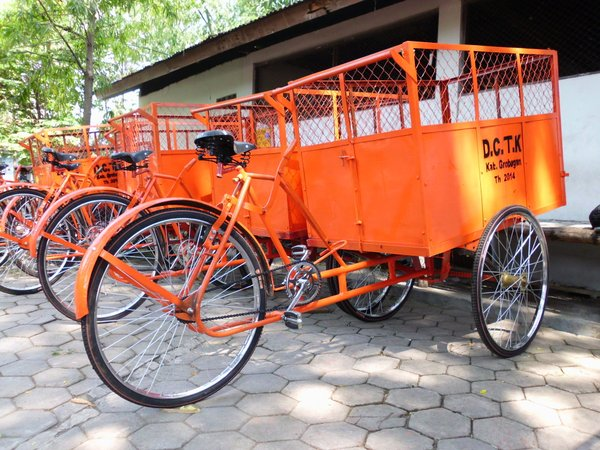 D.C.T.K
Kab. Grobogan
Th 2014